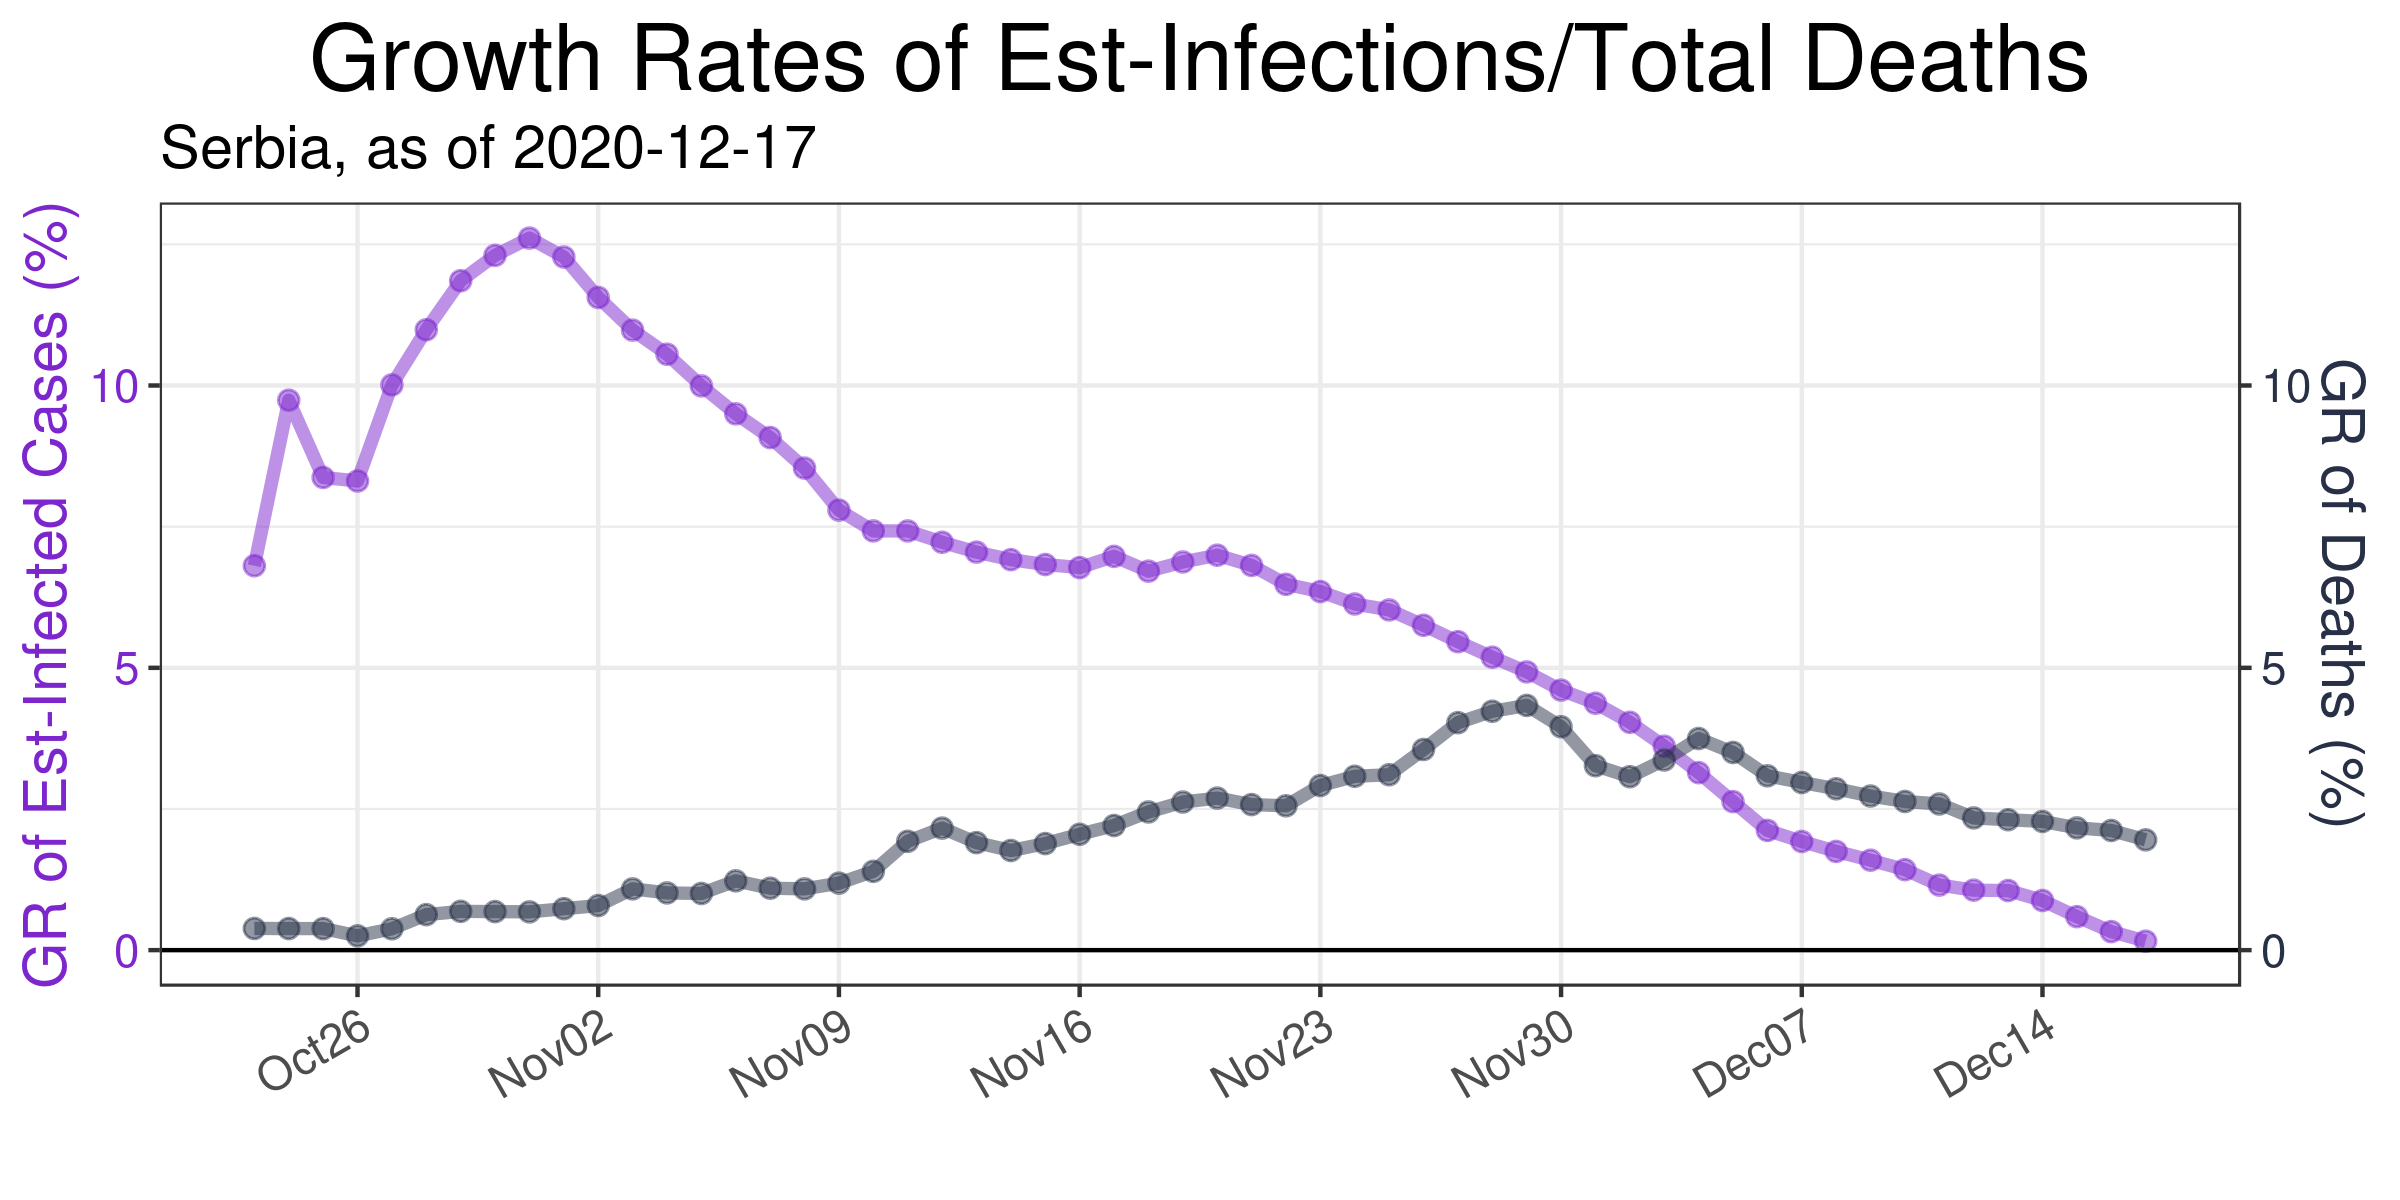 Growth Rates of Est-Infections/Total Deaths
Serbia, as of 2020-12-17
GR of Est-Infected Cases (%)
10
5
0
10
5
0
GR of Deaths (%)
Oct26
Nov02
Nov09
Nov16
Nov23
Nov30
Dec07
Dec14